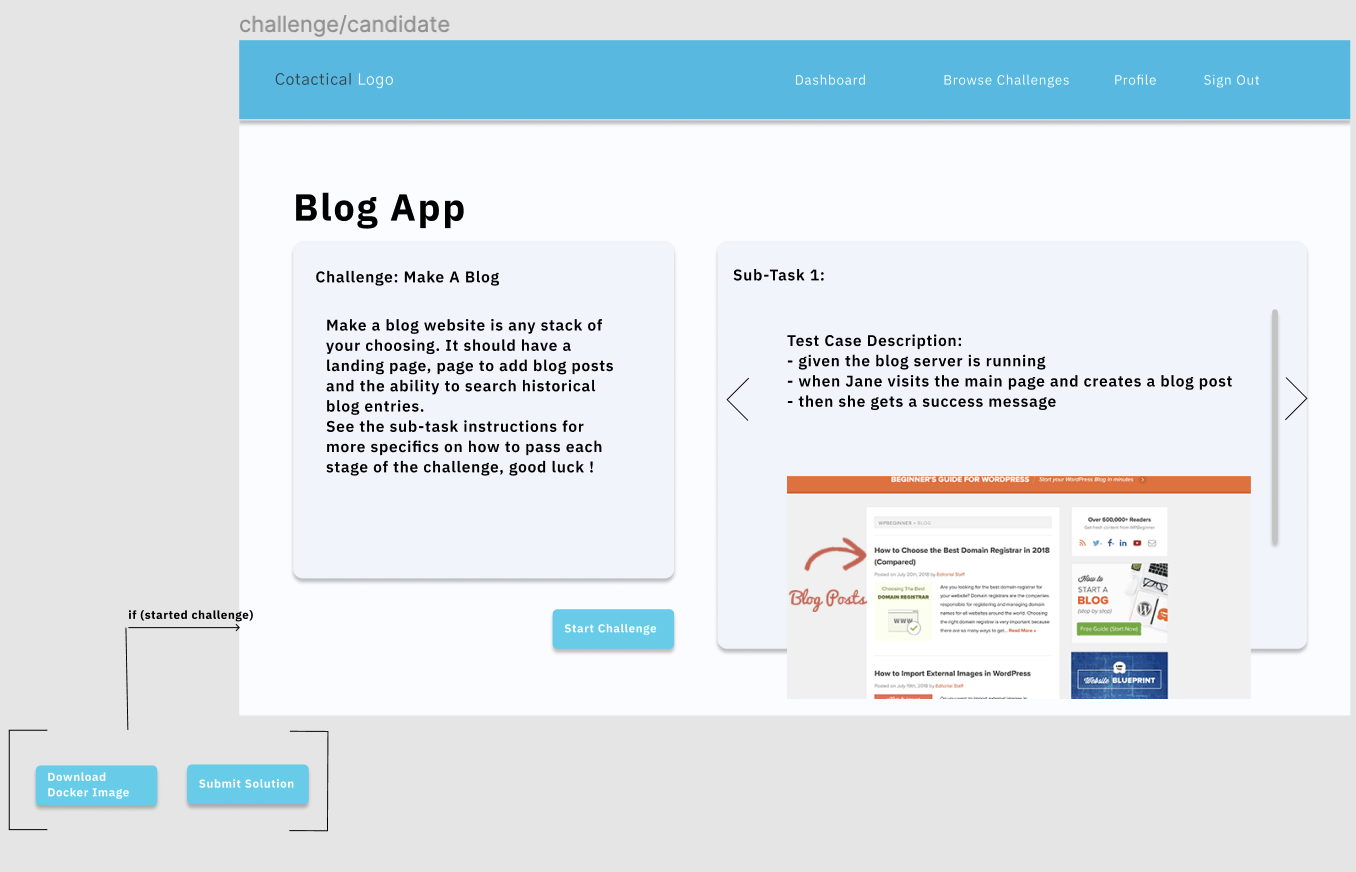 challenge/candidate
Cotactical Logo
Dashboard
Browse Challenges
Profile
Sign Out
Blog App
Challenge: Make A Blog
Make a blog website is any stack of
your choosing. It should have a
landing page, page to add blog posts
and the ability to search historical
blog entries.
See the sub-task instructions for
more specifics on how to pass each
stage of the challenge, good luck !
Start Challenge
Sub-Task 1:
Test Case Description:
- given the blog server is running
- when Jane visits the main page and creates a blog post
- then she gets a success message
BEGINNER'S GUIDE FOR WORDPRESS
Start your WordPress Blog in minutes
WPBEGINNER » BLOG
Blog Posts
How to Choose the Best Domain Registrar in 2018
(Compared)
Posted on July 20th, 2018 by Editorial Staff
Choosing The Best
DOMAIN REGISTRAR
WWW
Are you looking for the best domain registrar for
your website? Domain registrars are the companies
responsible for registering and managing domain
names for all websites around the world. Choosing
the right domain registrar is very important because
there are so many ways to get... Read More »
How to Import External Images in WordPress
Posted on July 19th, 2018 by Editorial Staff
Do you want to import external images in
Over 600,000+ Readers
Get fresh content from WPBeginner
How to
START A
BLOG
(step by step)
Free Guide (Start Now)
Website BLUEPRINT
if (started challenge)
Download
Docker Image
Submit Solution